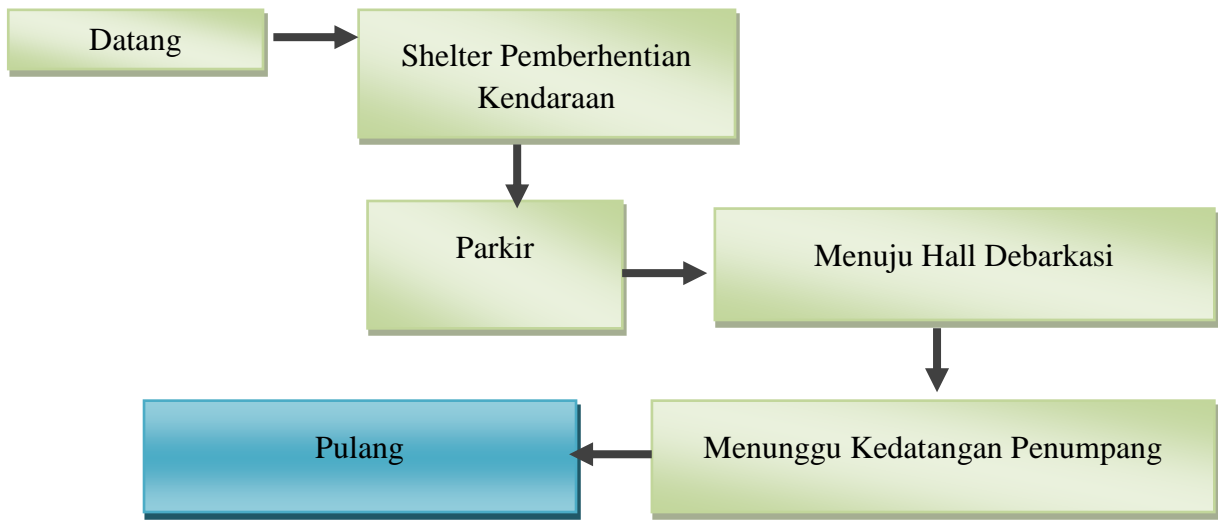 Datang
Shelter Pemberhentian
Kendaraan
Parkir
Menuju Hall Debarkasi
Menunggu Kedatangan Penumpang
Pulang